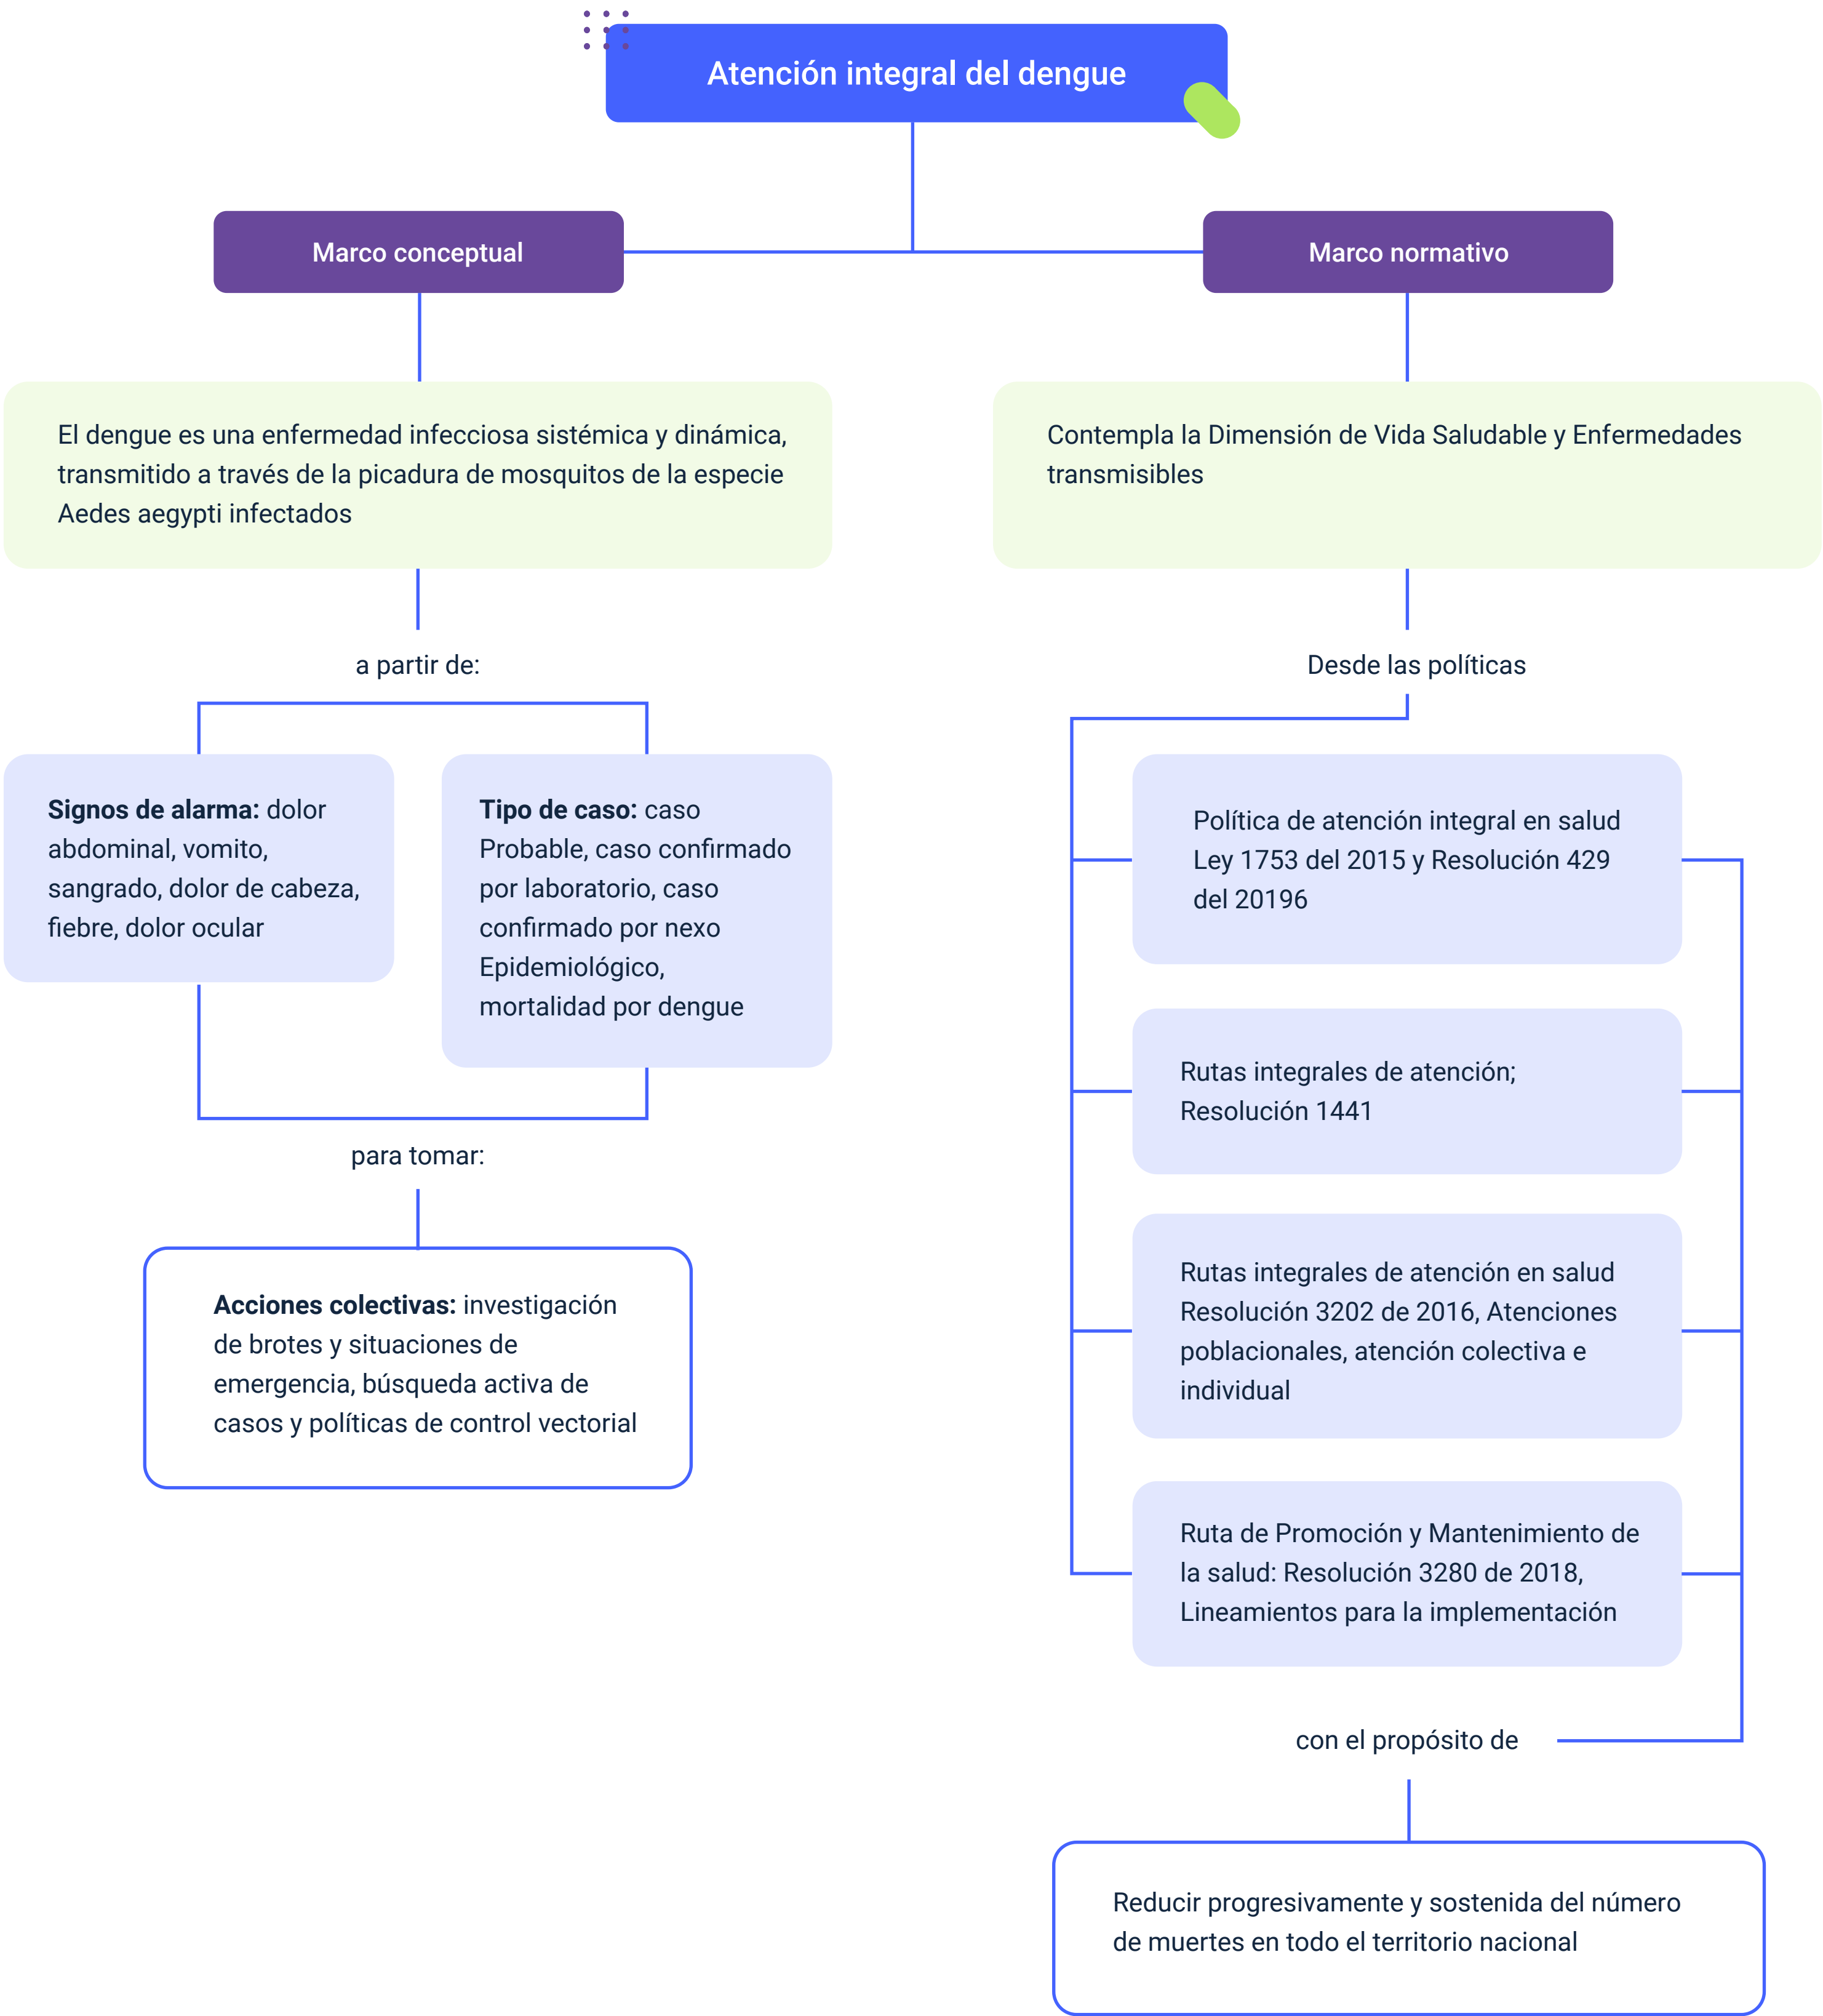 Atención integral del dengue
Marco conceptual
Marco normativo
El dengue es una enfermedad infecciosa sistémica y dinámica,
transmitido a través de la picadura de mosquitos de la especie
Aedes aegypti infectados
Contempla la Dimensión de Vida Saludable y Enfermedades
transmisibles
a partir de:
Desde las políticas
Signos de alarma: dolor
abdominal, vomito,
sangrado, dolor de cabeza,
fiebre, dolor ocular
Tipo de caso: caso
Probable, caso confirmado
por laboratorio, caso
confirmado por nexo
Epidemiológico,
mortalidad por dengue
para tomar:
Acciones colectivas: investigación
de brotes y situaciones de
emergencia, búsqueda activa de
casos y políticas de control vectorial
Política de atención integral en salud
Ley 1753 del 2015 y Resolución 429
del 20196
Rutas integrales de atención;
Resolución 1441
Rutas integrales de atención en salud
Resolución 3202 de 2016, Atenciones
poblacionales, atención colectiva e
individual
Ruta de Promoción y Mantenimiento de
la salud: Resolución 3280 de 2018,
Lineamientos para la implementación
con el propósito de
Reducir progresivamente y sostenida del número
de muertes en todo el territorio nacional